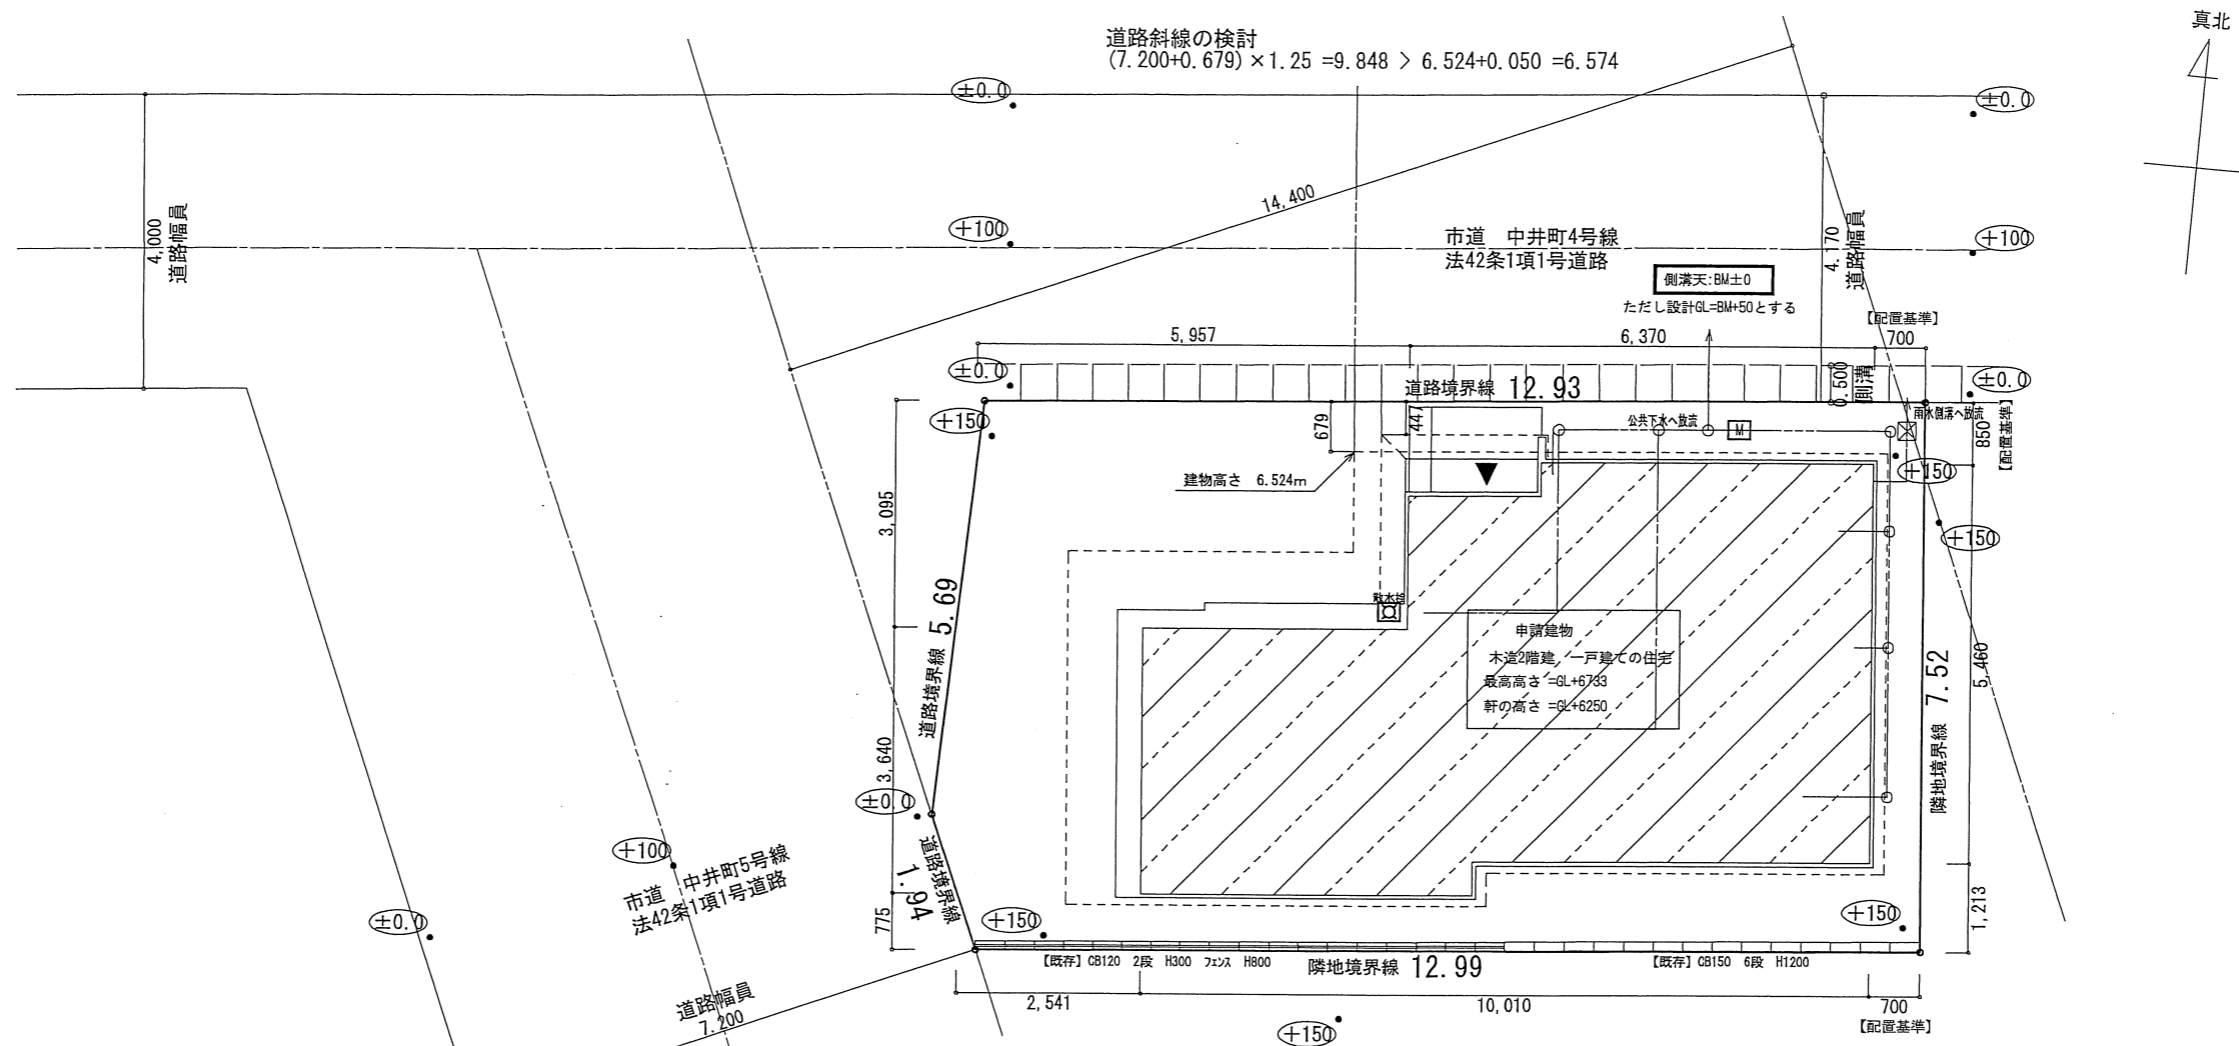 真北
道路斜線の検討
(7.200+0.679)×1.25 =9.848 > 6.524+0.050 =6.574
±0.0
±0.0
14,400
4,000
道路幅員
+100
市道 中井町4号線
法42条1項1号道路
4.170
道路幅員
+100
側溝天:BM±0
ただし設計GL=BM+50とする
【配置基準】
5,957
6,370
700
±0.0
道路境界線 12.93
0.500
側溝
±0.0
+150
679
447
公共下水へ放流
M
雨水側溝へ放流
850
【配置基準】
+150
建物高さ 6.524m
3,095
+150
散水栓
道路境界線 5.69
申請建物
木造2階建 一戸建ての住宅
最高高さ =GL+6733
軒の高さ =GL+6250
隣地境界線 7.52
5,460
3,640
±0.0
道路境界線
1.94
+100
市道 中井町5号線
法42条1項1号道路
±0.0
775
+150
+150
1,213
【既存】CB120 2段 H300 フェンス H800
隣地境界線 12.99
【既存】CB150 6段 H1200
道路幅員
7.200
2,541
10,010
700
【配置基準】
+150